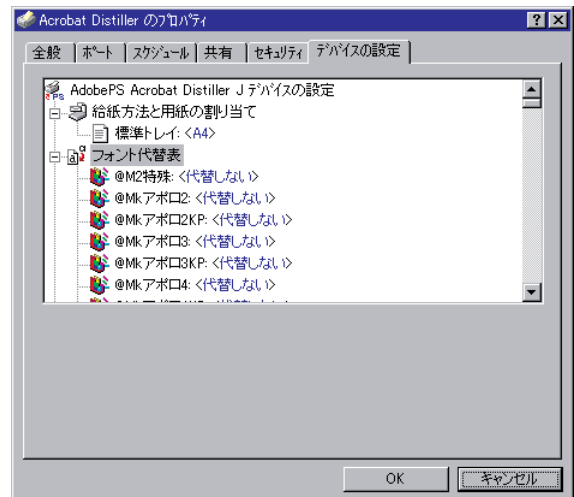 Acrobat Distiller のﾌﾟﾛﾊﾟﾃｨ
全般 ﾎﾟｰﾄ ｽｹｼﾞｭｰﾙ 共有 ｾｷｭﾘﾃｨ ﾃﾞﾊﾞｲｽの設定
AdobePS Acrobat Distiller J ﾃﾞﾊﾞｲｽの設定
給紙方法と用紙の割り当て
標準トレイ: <A4>
フォント代替表
@M2特殊: <代替しない>
@Mkアポロ2: <代替しない>
@Mkアポロ2KP: <代替しない>
@Mkアポロ3: <代替しない>
@Mkアポロ3KP: <代替しない>
@Mkアポロ4: <代替しない>
OK キャンセル